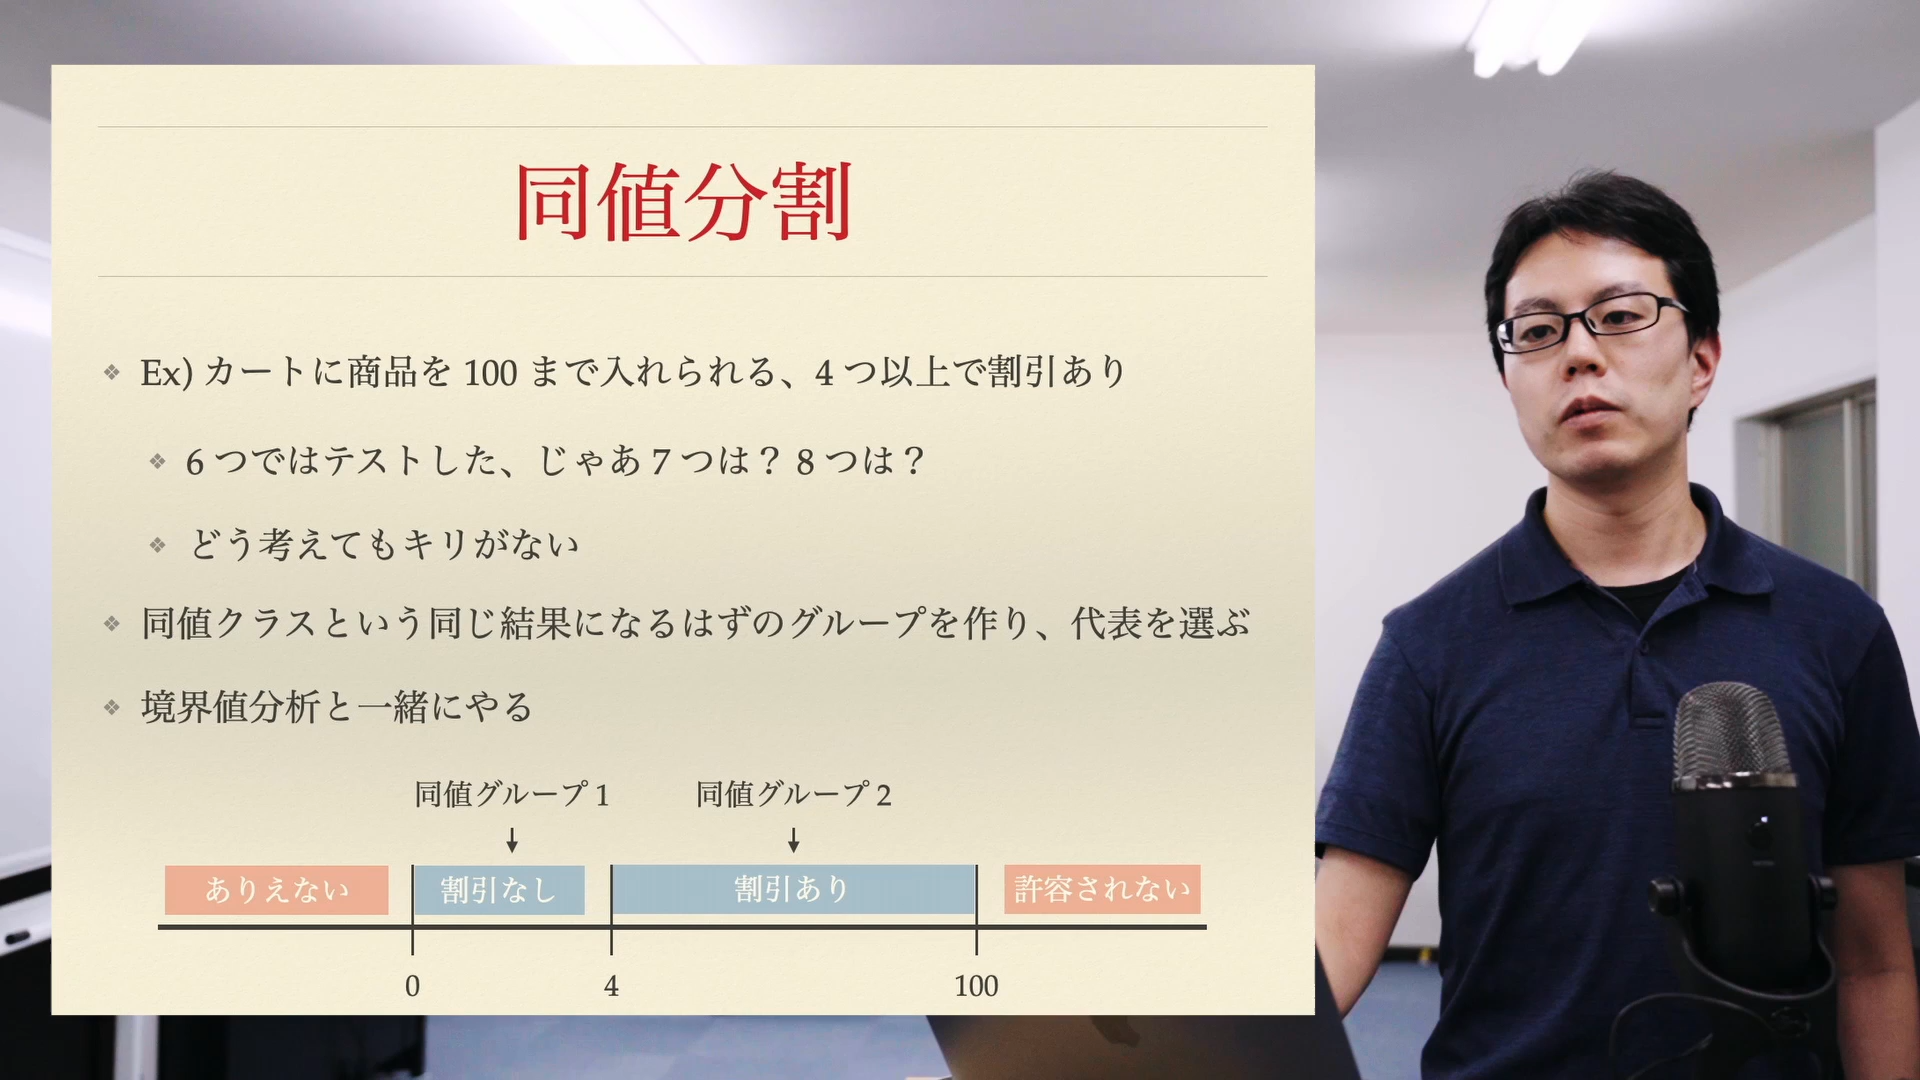 同値分割
Ex) カートに商品を 100 まで入れられる、4 つ以上で割引あり
6 つではテストした、じゃあ 7 つは？ 8 つは？
どう考えてもキリがない
同値クラスという同じ結果になるはずのグループを作り、代表を選ぶ
境界値分析と一緒にやる
同値グループ 1
同値グループ 2
ありえない
割引なし
割引あり
許容されない
0
4
100